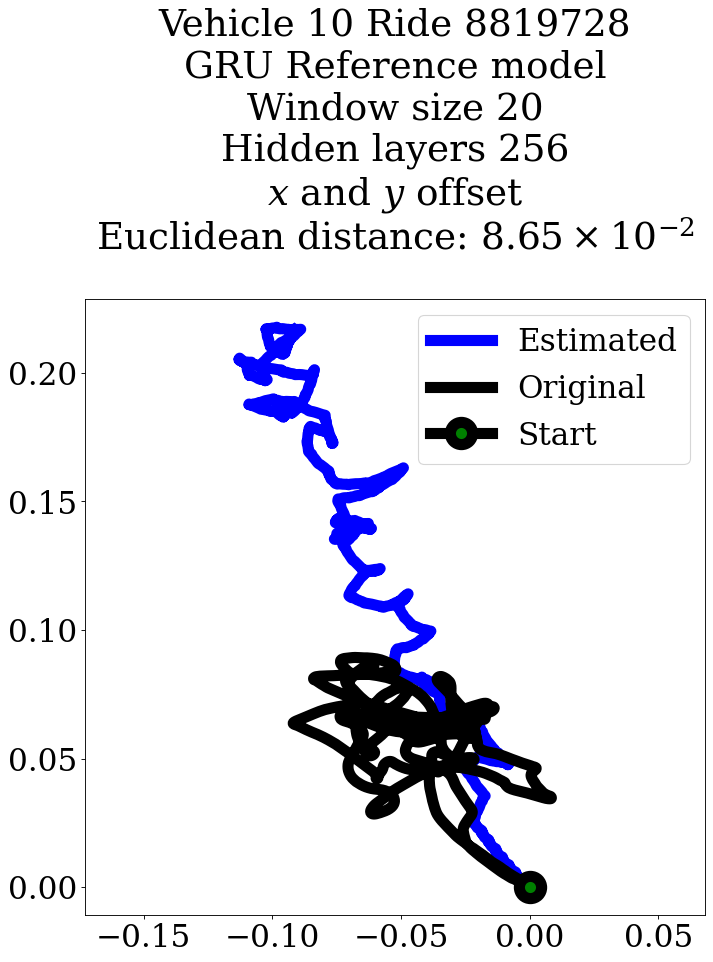 Vehicle 10 Ride 8819728
GRU Reference model
Window size 20
Hidden layers 256
x and y offset
Euclidean distance: 8.65 × 10⁻²
Estimated
Original
Start
0.20
0.15
0.10
0.05
0.00
−0.15 −0.10 −0.05 0.00 0.05